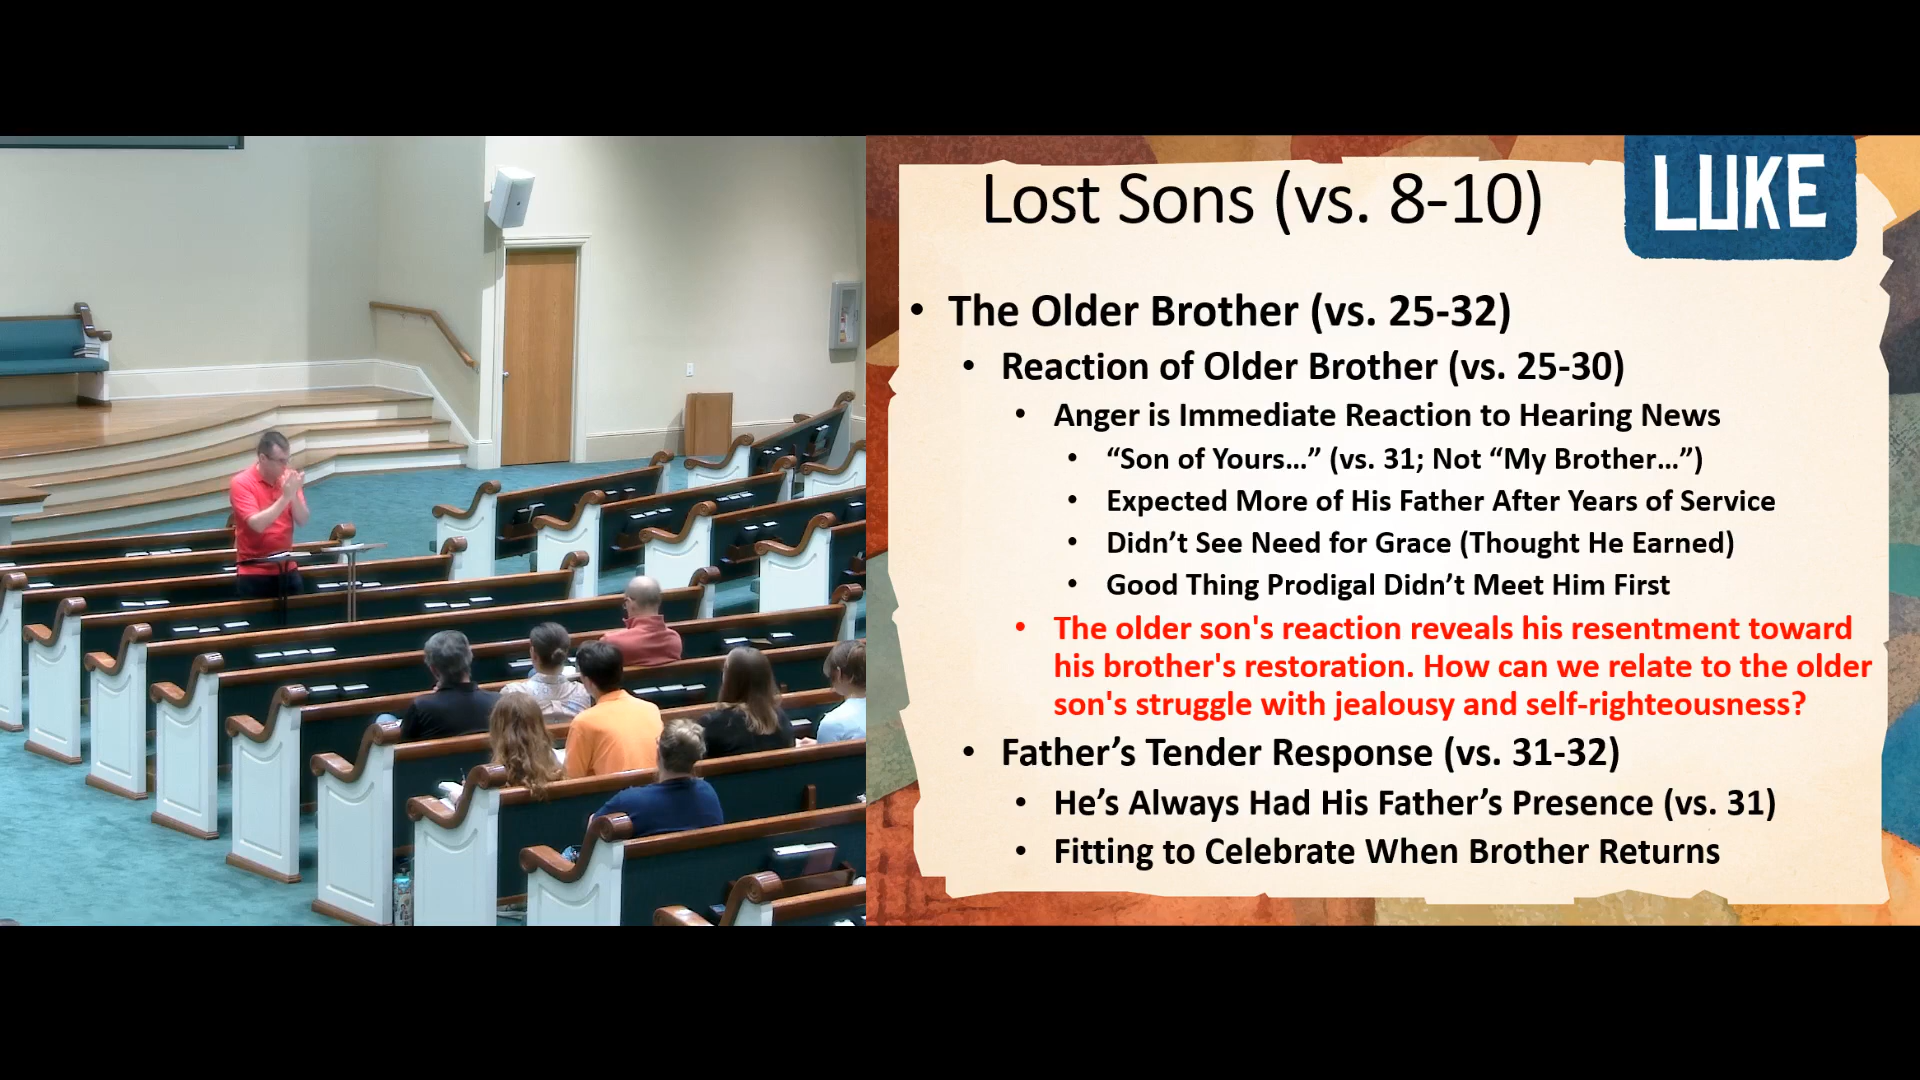 LUKE
Lost Sons (vs. 8-10)
• The Older Brother (vs. 25-32)
• Reaction of Older Brother (vs. 25-30)
• Anger is Immediate Reaction to Hearing News
• “Son of Yours…” (vs. 31; Not “My Brother…”)
• Expected More of His Father After Years of Service
• Didn’t See Need for Grace (Thought He Earned)
• Good Thing Prodigal Didn’t Meet Him First
• The older son's reaction reveals his resentment toward
his brother's restoration. How can we relate to the older
son's struggle with jealousy and self-righteousness?
• Father’s Tender Response (vs. 31-32)
• He’s Always Had His Father’s Presence (vs. 31)
• Fitting to Celebrate When Brother Returns